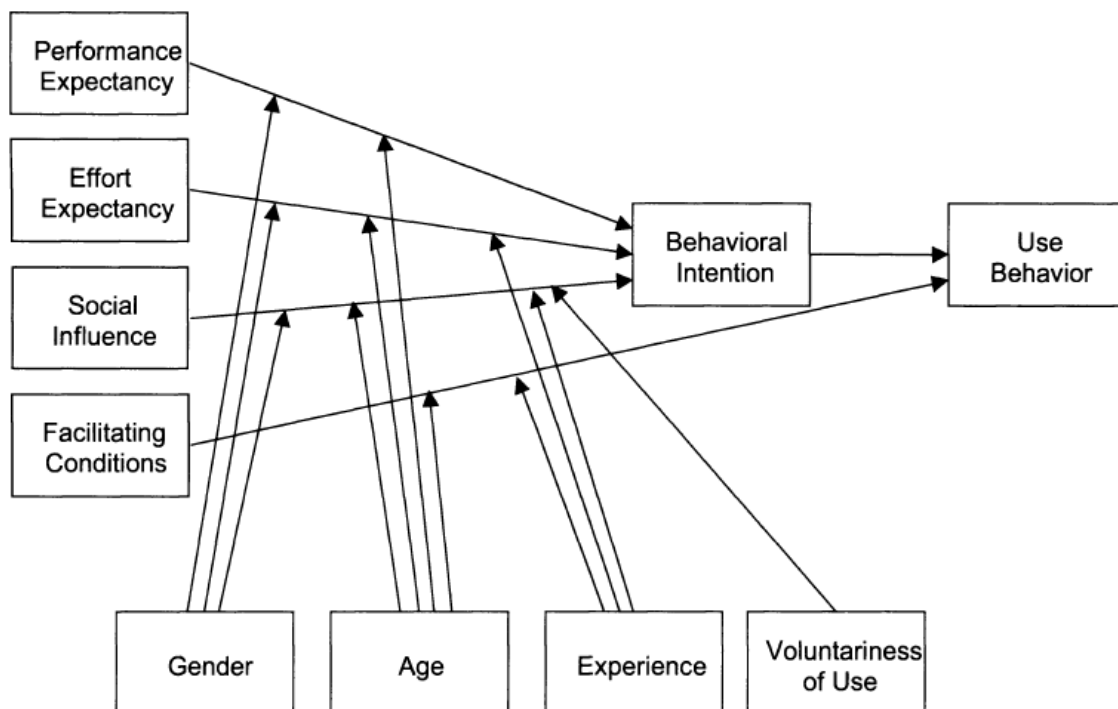 Performance
Expectancy
Effort
Expectancy
Social
Influence
Facilitating
Conditions
Behavioral
Intention
Use
Behavior
Gender
Age
Experience
Voluntariness
of Use